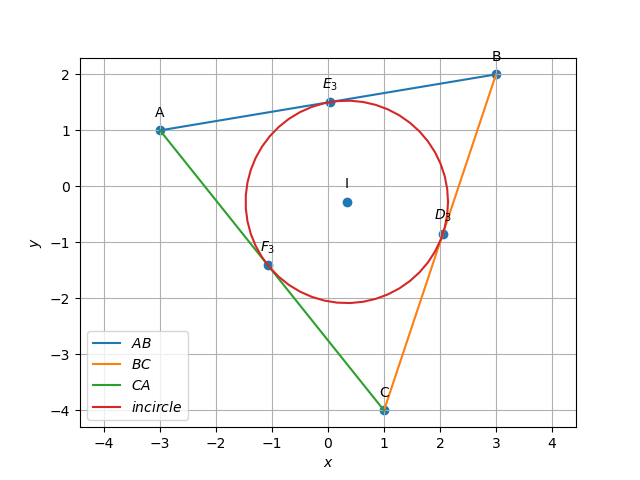 B
E₃
A
I
D₃
F₃
C
2
1
0
−1
−2
−3
−4
y
AB
BC
CA
incircle
−4 −3 −2 −1 0 1 2 3 4
x